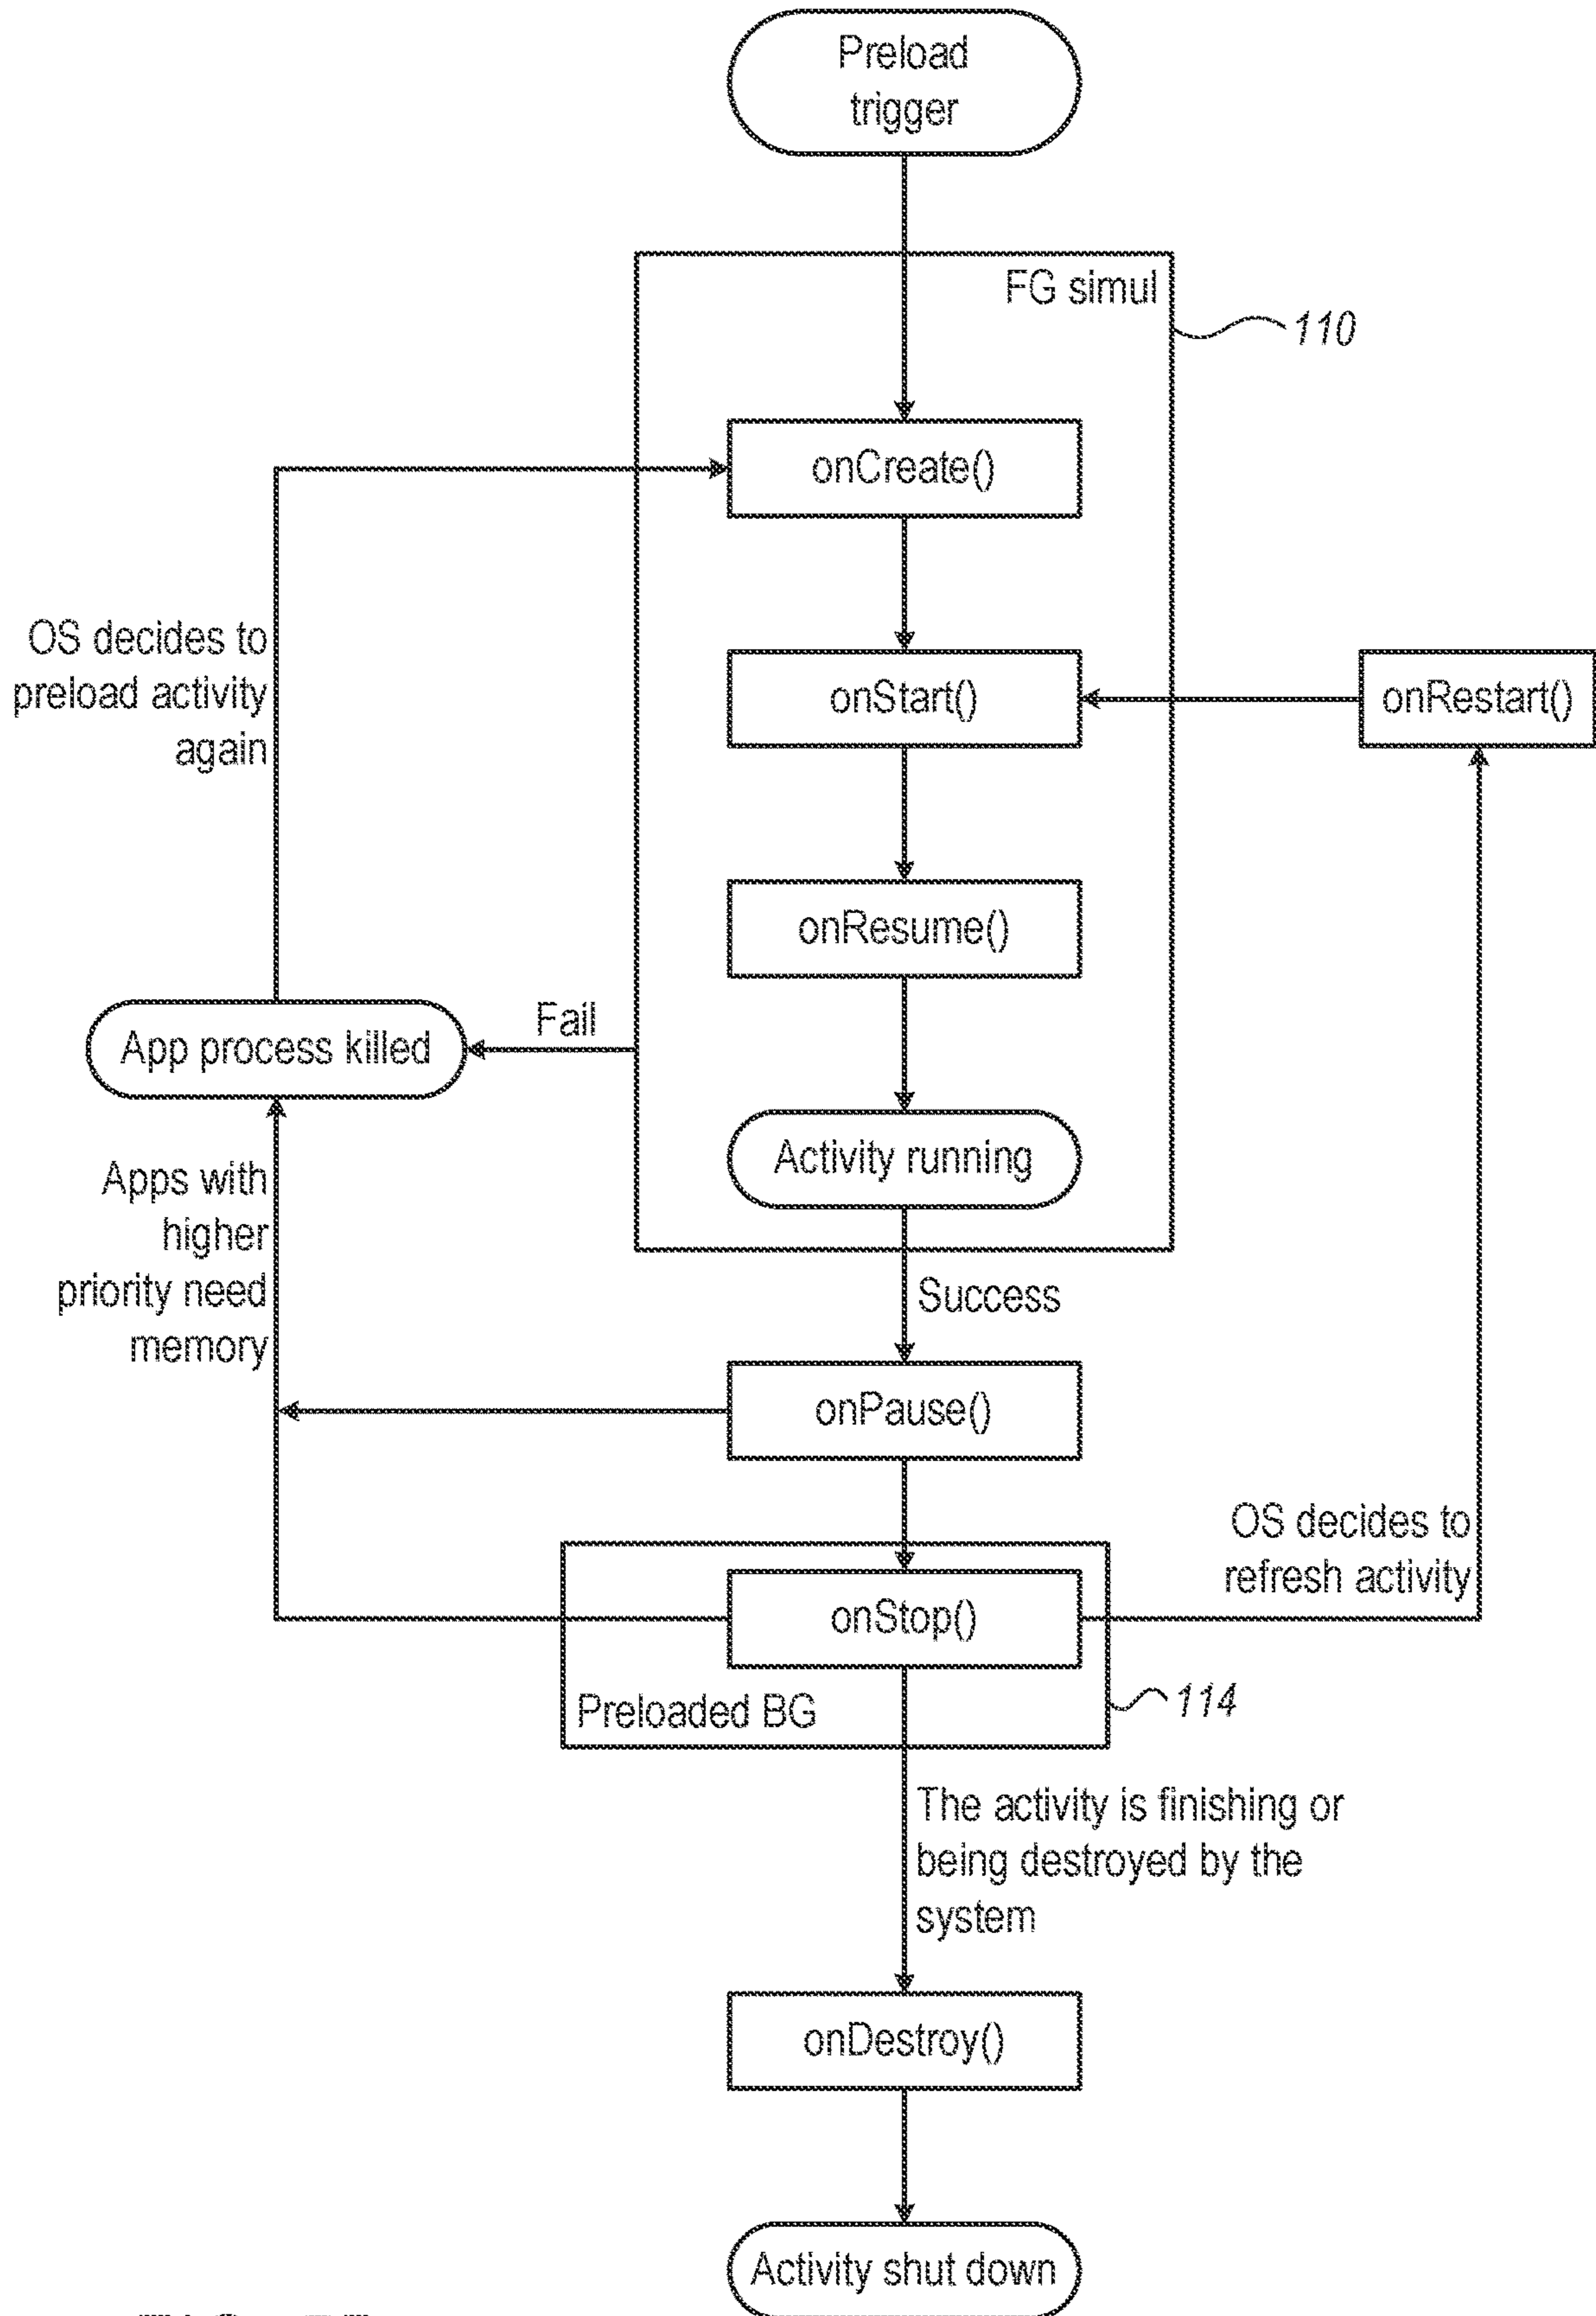 Preload
trigger
FG simul
110
onCreate()
OS decides to
preload activity
again
onStart()
onRestart()
onResume()
Fail
App process killed
Activity running
Apps with
higher
priority need
memory
Success
onPause()
OS decides to
refresh activity
onStop()
Preloaded BG
114
The activity is finishing or
being destroyed by the
system
onDestroy()
Activity shut down